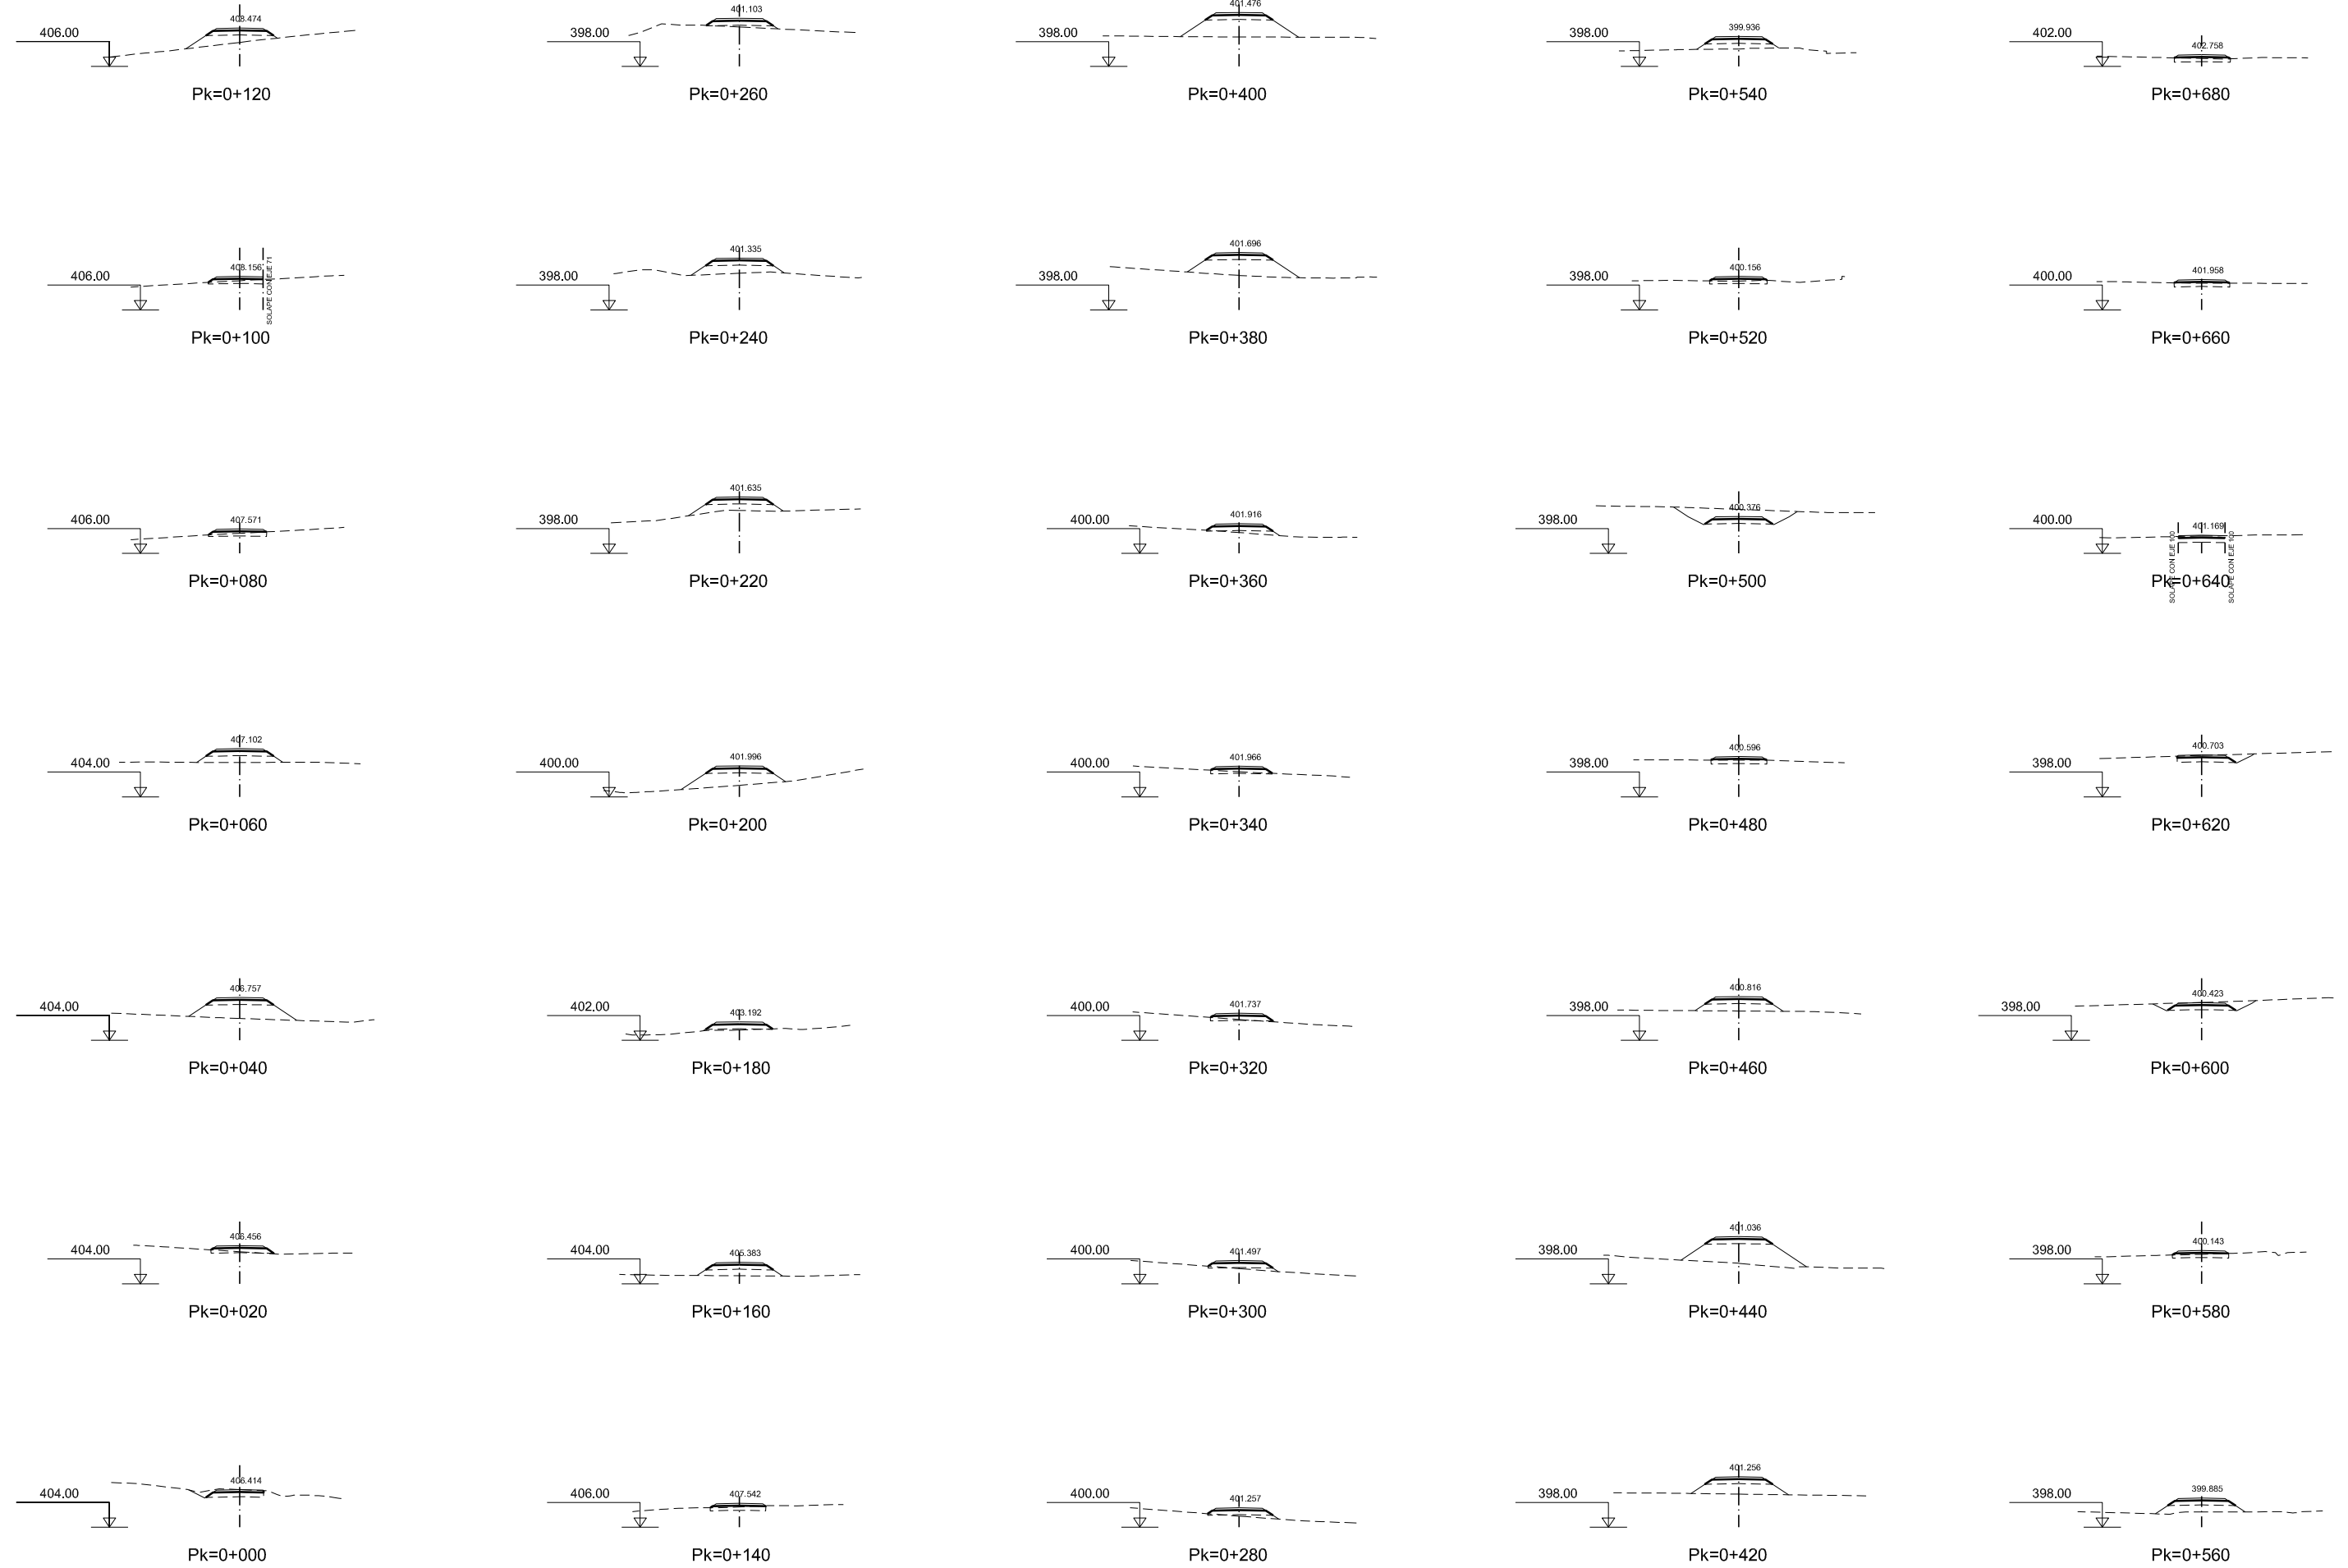 408.474
406.00
Pk=0+120
401.103
398.00
Pk=0+260
401.476
398.00
Pk=0+400
399.936
398.00
Pk=0+540
402.758
402.00
Pk=0+680
408.156
406.00
SOLAPE CON EJE 71
Pk=0+100
401.335
398.00
Pk=0+240
401.696
398.00
Pk=0+380
400.156
398.00
Pk=0+520
401.958
400.00
Pk=0+660
407.571
406.00
Pk=0+080
401.635
398.00
Pk=0+220
401.916
400.00
Pk=0+360
400.376
398.00
Pk=0+500
401.169
400.00
SOLAPE CON EJE 100
SOLAPE CON EJE 100
Pk=0+640
407.102
404.00
Pk=0+060
401.996
400.00
Pk=0+200
401.966
400.00
Pk=0+340
400.596
398.00
Pk=0+480
400.703
398.00
Pk=0+620
406.757
404.00
Pk=0+040
403.192
402.00
Pk=0+180
401.737
400.00
Pk=0+320
400.816
398.00
Pk=0+460
400.423
398.00
Pk=0+600
406.456
404.00
Pk=0+020
405.383
404.00
Pk=0+160
401.497
400.00
Pk=0+300
401.036
398.00
Pk=0+440
400.143
398.00
Pk=0+580
406.414
404.00
Pk=0+000
407.542
406.00
Pk=0+140
401.257
400.00
Pk=0+280
401.256
398.00
Pk=0+420
399.885
398.00
Pk=0+560